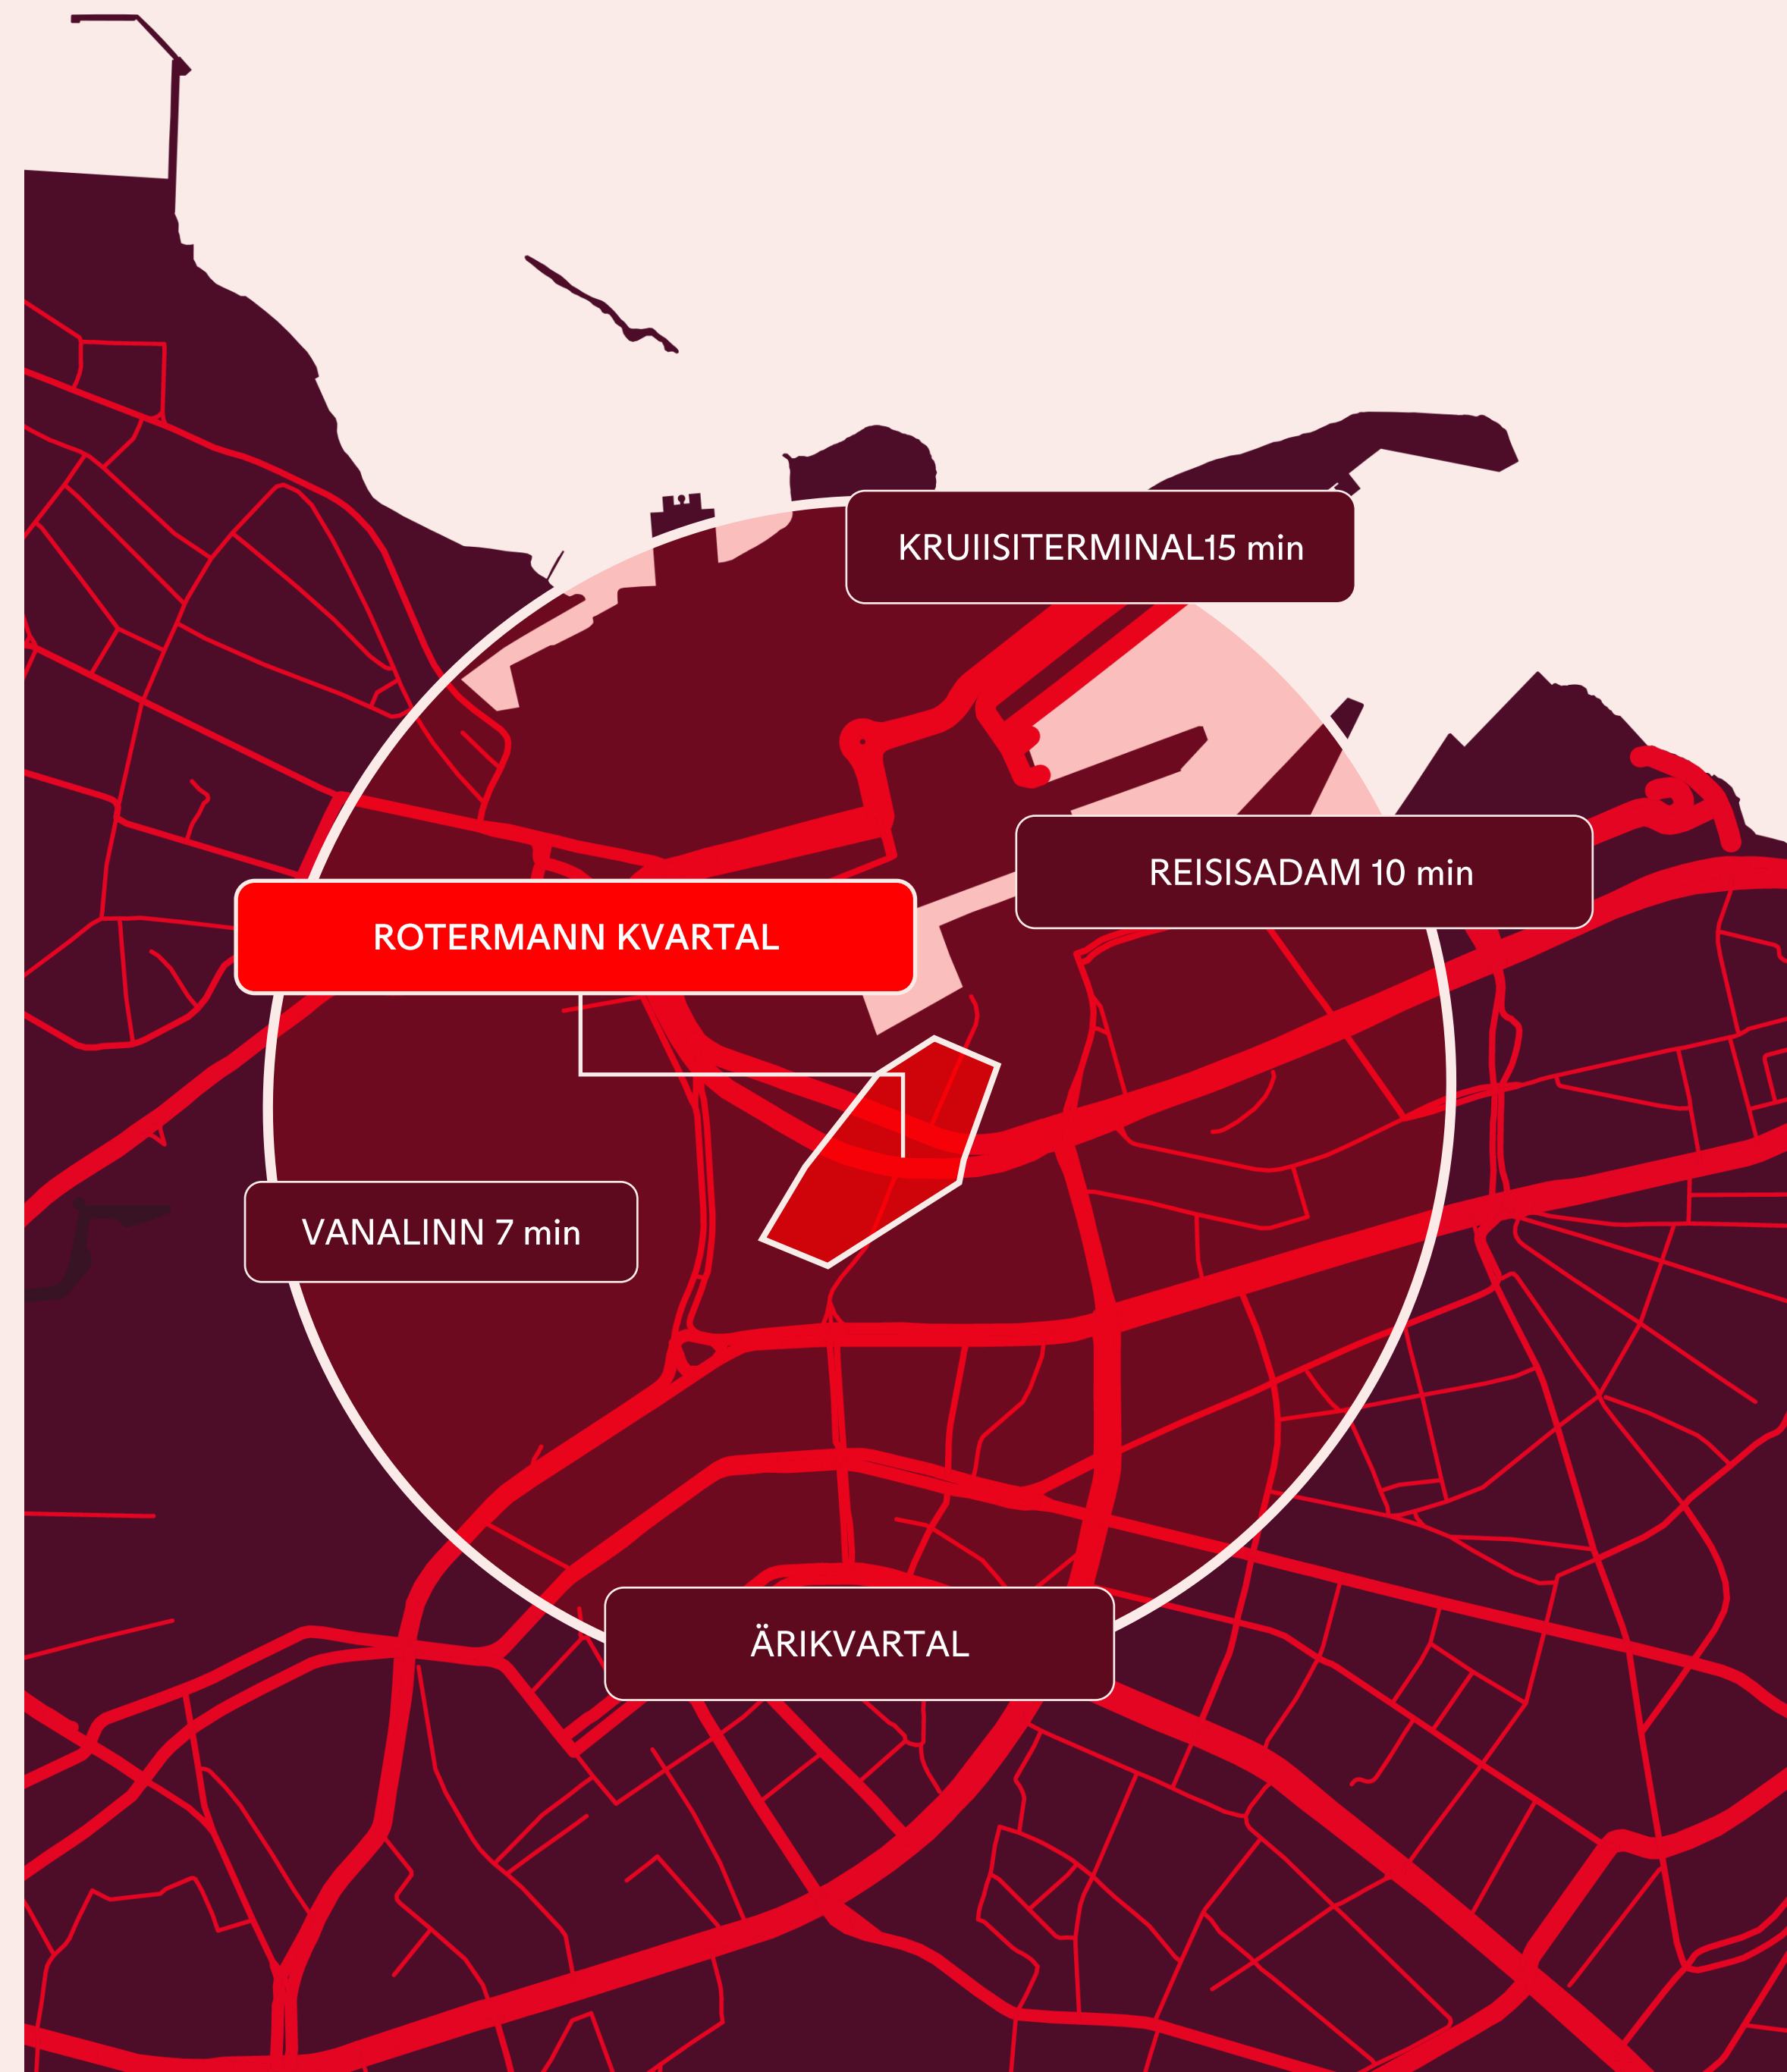 KRUIISITERMINAL15 min
REISISADAM 10 min
ROTERMANN KVARTAL
VANALINN 7 min
ÄRIKVARTAL